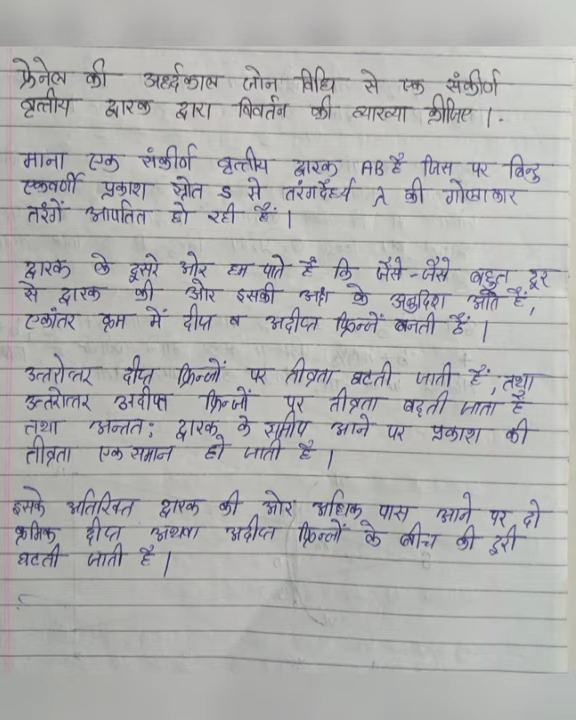 फ्रेनेल की अर्ध्दकाल जोन विधि से एक संकीर्ण
वृत्तीय द्वारक द्वारा विवर्तन की व्याख्या कीजिए।
माना एक संकीर्ण वृत्तीय द्वारक AB है जिस पर बिन्दु
एकवर्णी प्रकाश स्रोत S से तरंगदैर्ध्य λ की गोलाकार
तरंगें आपतित हो रही हैं।
द्वारक के दूसरे ओर हम पाते है कि जैसे-जैसे बहुत दूर
से द्वारक की ओर इसकी अक्ष के अनुदिश आते हैं,
एकांतर क्रम में दीप्त व अदीप्त फ्रिन्जें बनती हैं।
उत्तरोत्तर दीप्त फ्रिन्जों पर तीव्रता घटती जाती है, तथा
उत्तरोत्तर अदीप्त फ्रिन्जों पर तीव्रता बढ़ती जाती है
तथा अन्तत: द्वारक के समीप आने पर प्रकाश की
तीव्रता एकसमान हो जाती है।
इसके अतिरिक्त द्वारक की ओर अधिक पास आने पर दो
क्रमिक दीप्त अथवा अदीप्त फ्रिन्जों के बीच की दूरी
घटती जाती है।